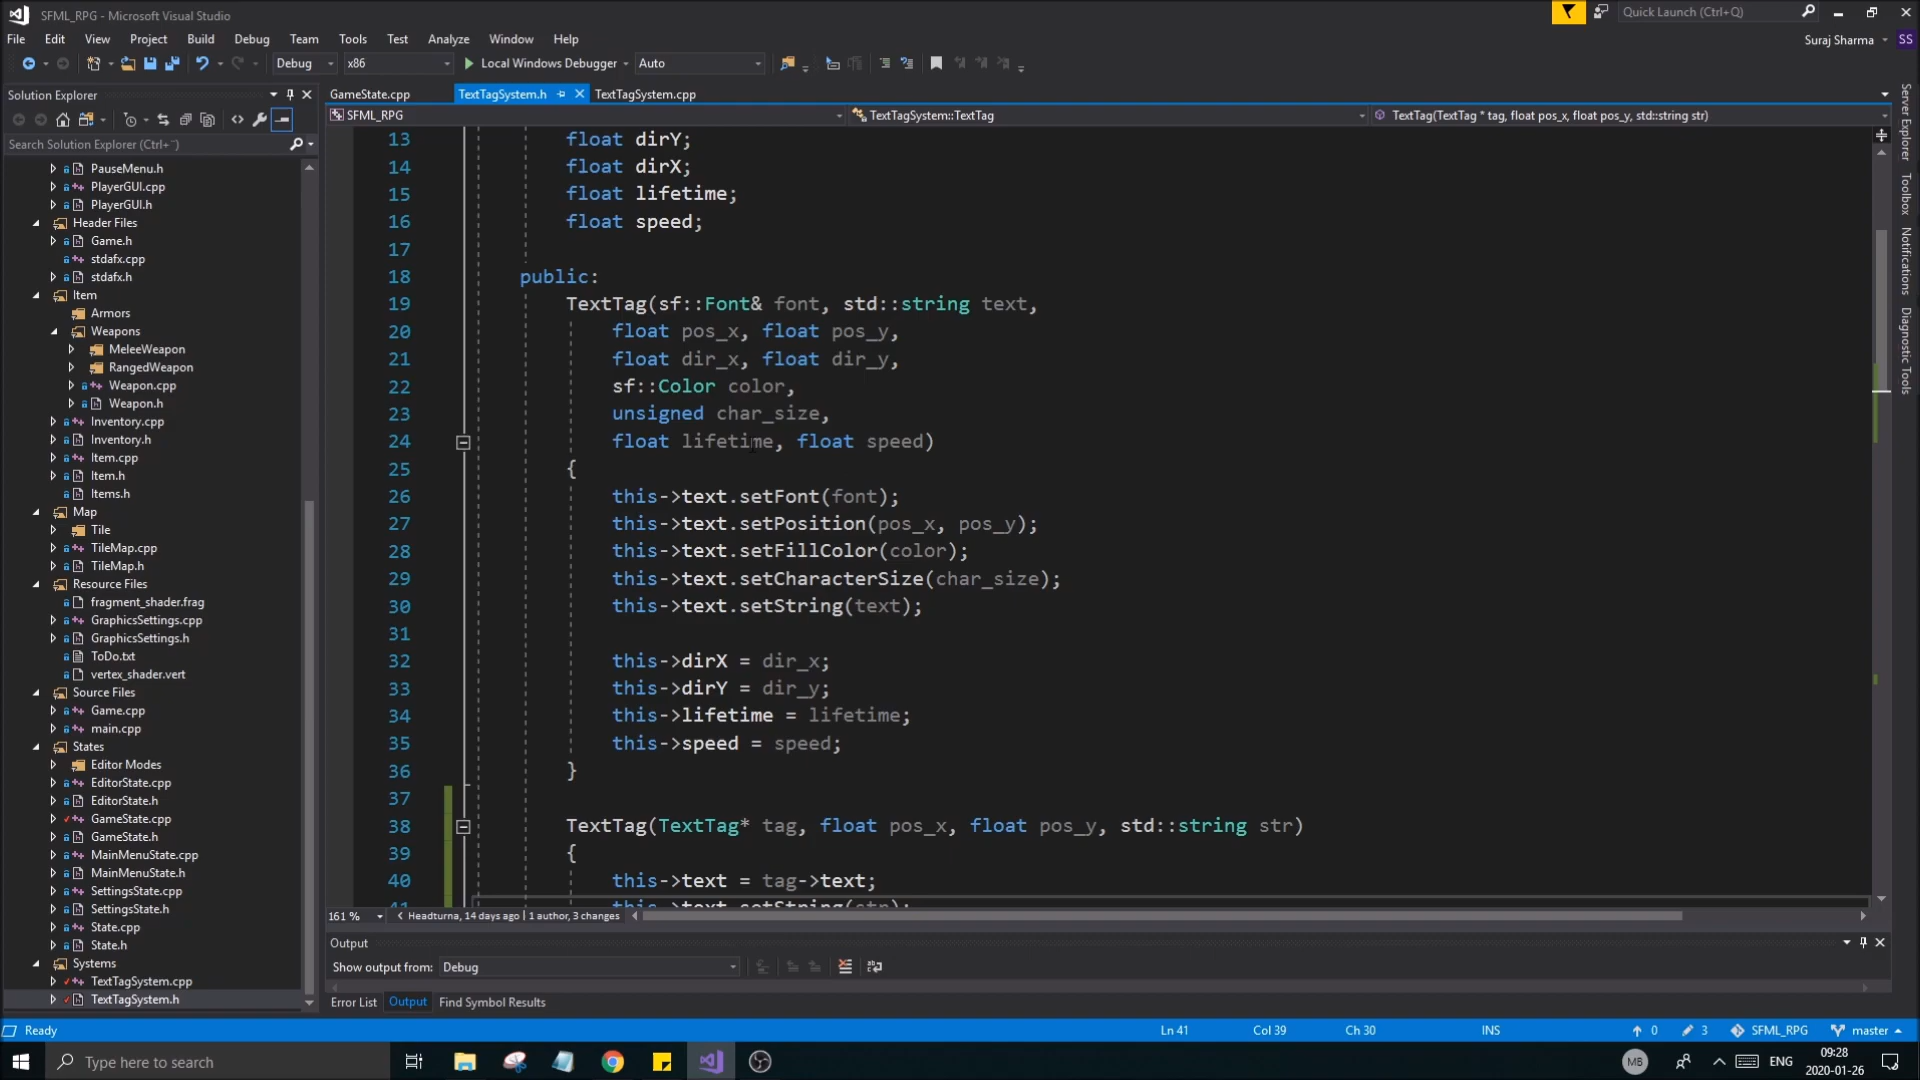 SFML_RPG - Microsoft Visual Studio
Quick Launch (Ctrl+Q)
File Edit View Project Build Debug Team Tools Test Analyze Window Help
Suraj Sharma SS
Debug x86 Local Windows Debugger Auto
Solution Explorer
GameState.cpp TextTagSystem.h TextTagSystem.cpp
SFML_RPG TextTagSystem::TextTag TextTag(TextTag * tag, float pos_x, float pos_y, std::string str)
Search Solution Explorer (Ctrl+¨)
PauseMenu.h
PlayerGUI.cpp
PlayerGUI.h
Header Files
Game.h
stdafx.cpp
stdafx.h
Item
Armors
Weapons
MeleeWeapon
RangedWeapon
Weapon.cpp
Weapon.h
Inventory.cpp
Inventory.h
Item.cpp
Item.h
Items.h
Map
Tile
TileMap.cpp
TileMap.h
Resource Files
fragment_shader.frag
GraphicsSettings.cpp
GraphicsSettings.h
ToDo.txt
vertex_shader.vert
Source Files
Game.cpp
main.cpp
States
Editor Modes
EditorState.cpp
EditorState.h
GameState.cpp
GameState.h
MainMenuState.cpp
MainMenuState.h
SettingsState.cpp
SettingsState.h
State.cpp
State.h
Systems
TextTagSystem.cpp
TextTagSystem.h
13 float dirY;
14 float dirX;
15 float lifetime;
16 float speed;
17
18 public:
19 TextTag(sf::Font& font, std::string text,
20 float pos_x, float pos_y,
21 float dir_x, float dir_y,
22 sf::Color color,
23 unsigned char_size,
24 float lifetime, float speed)
25 {
26 this->text.setFont(font);
27 this->text.setPosition(pos_x, pos_y);
28 this->text.setFillColor(color);
29 this->text.setCharacterSize(char_size);
30 this->text.setString(text);
31
32 this->dirX = dir_x;
33 this->dirY = dir_y;
34 this->lifetime = lifetime;
35 this->speed = speed;
36 }
37
38 TextTag(TextTag* tag, float pos_x, float pos_y, std::string str)
39 {
40 this->text = tag->text;
41 this->text.setString(str);
161 % Headturna, 14 days ago | 1 author, 3 changes
Server Explorer
Toolbox
Notifications
Diagnostic Tools
Output
Show output from: Debug
Error List Output Find Symbol Results
Ready Ln 41 Col 39 Ch 30 INS 0 3 SFML_RPG master
Type here to search
MB ENG 09:28
2020-01-26